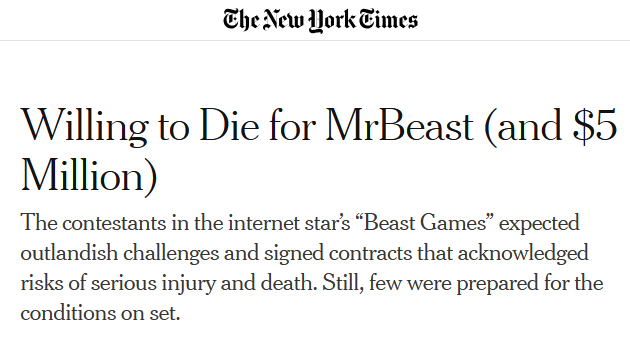 The New York Times
Willing to Die for MrBeast (and $5
Million)
The contestants in the internet star’s “Beast Games” expected
outlandish challenges and signed contracts that acknowledged
risks of serious injury and death. Still, few were prepared for the
conditions on set.